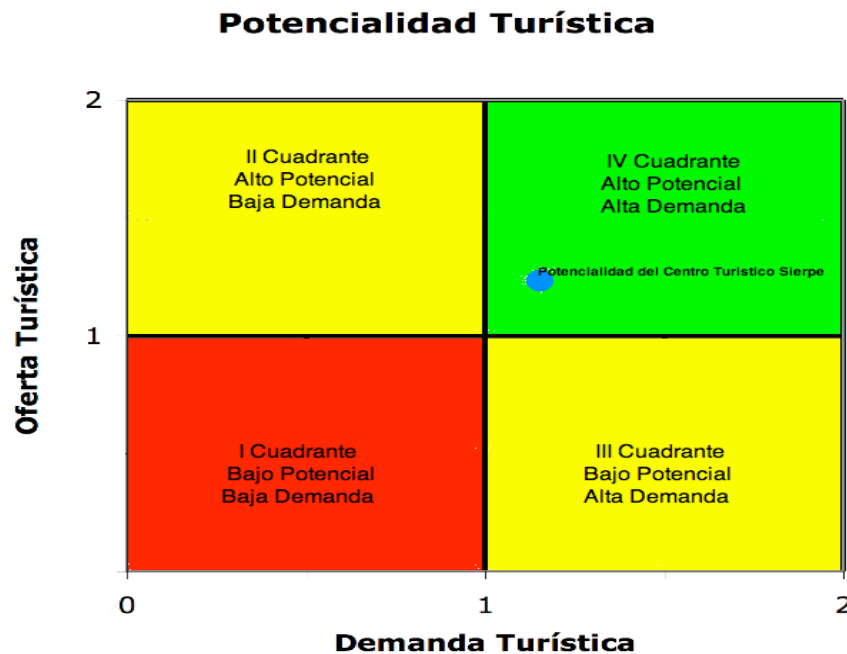 Potencialidad Turística
2
II Cuadrante
Alto Potencial
Baja Demanda
IV Cuadrante
Alto Potencial
Alta Demanda
Potencialidad del Centro Turistico Sierpe
Oferta Turística
1
I Cuadrante
Bajo Potencial
Baja Demanda
III Cuadrante
Bajo Potencial
Alta Demanda
0
1
2
Demanda Turística